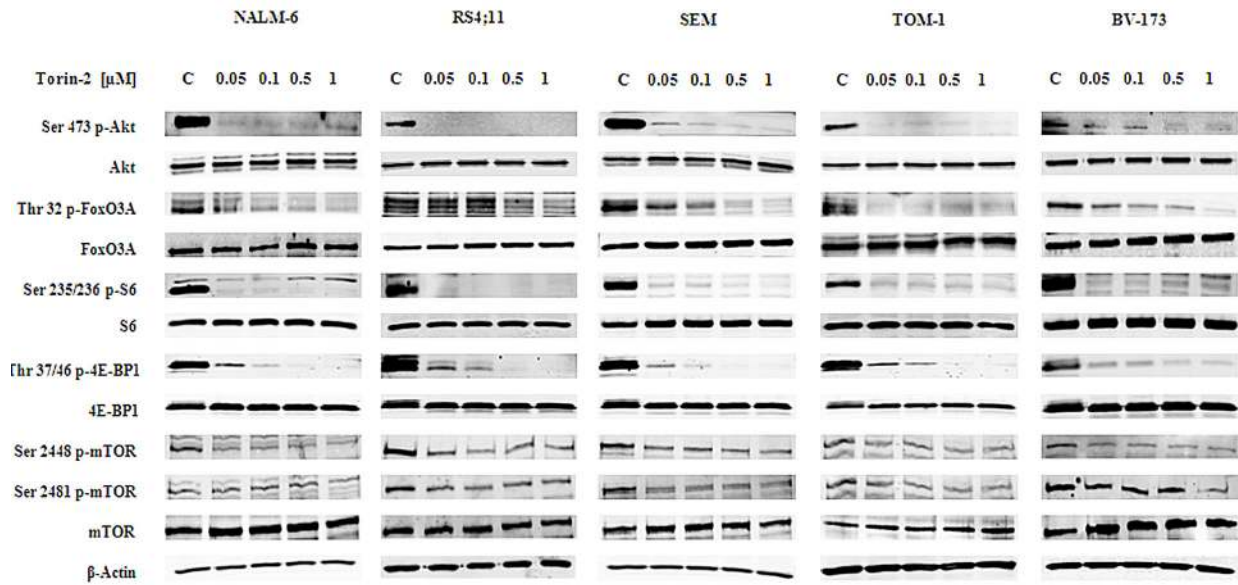 NALM-6 RS4;11 SEM TOM-1 BV-173
Torin-2 [µM] C 0.05 0.1 0.5 1 C 0.05 0.1 0.5 1 C 0.05 0.1 0.5 1 C 0.05 0.1 0.5 1 C 0.05 0.1 0.5 1
Ser 473 p-Akt
Akt
Thr 32 p-FoxO3A
FoxO3A
Ser 235/236 p-S6
S6
Thr 37/46 p-4E-BP1
4E-BP1
Ser 2448 p-mTOR
Ser 2481 p-mTOR
mTOR
β-Actin